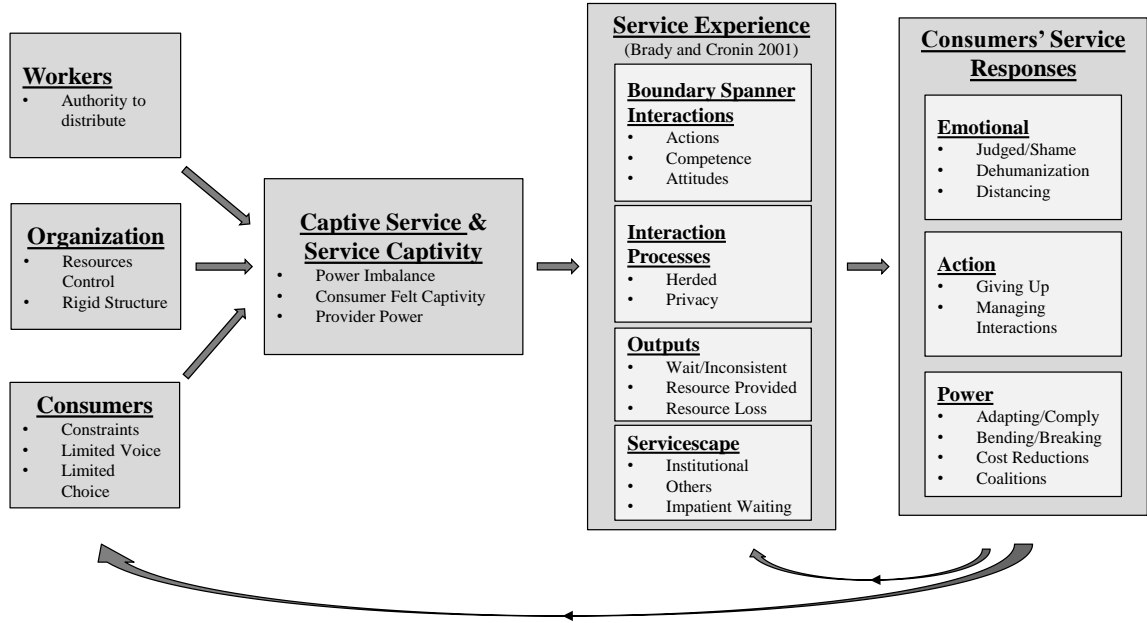 Workers
• Authority to
distribute
Organization
• Resources
Control
• Rigid Structure
Consumers
• Constraints
• Limited Voice
• Limited
Choice
Captive Service &
Service Captivity
• Power Imbalance
• Consumer Felt Captivity
• Provider Power
Service Experience
(Brady and Cronin 2001)
Boundary Spanner
Interactions
• Actions
• Competence
• Attitudes
Interaction
Processes
• Herded
• Privacy
Outputs
• Wait/Inconsistent
• Resource Provided
• Resource Loss
Servicescape
• Institutional
• Others
• Impatient Waiting
Consumers’ Service
Responses
Emotional
• Judged/Shame
• Dehumanization
• Distancing
Action
• Giving Up
• Managing
Interactions
Power
• Adapting/Comply
• Bending/Breaking
• Cost Reductions
• Coalitions